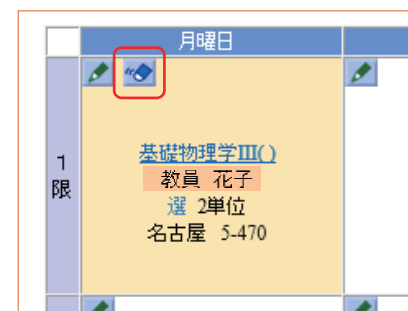 月曜日
1
限
基礎物理学III()
教員 花子
選 2単位
名古屋 5-470